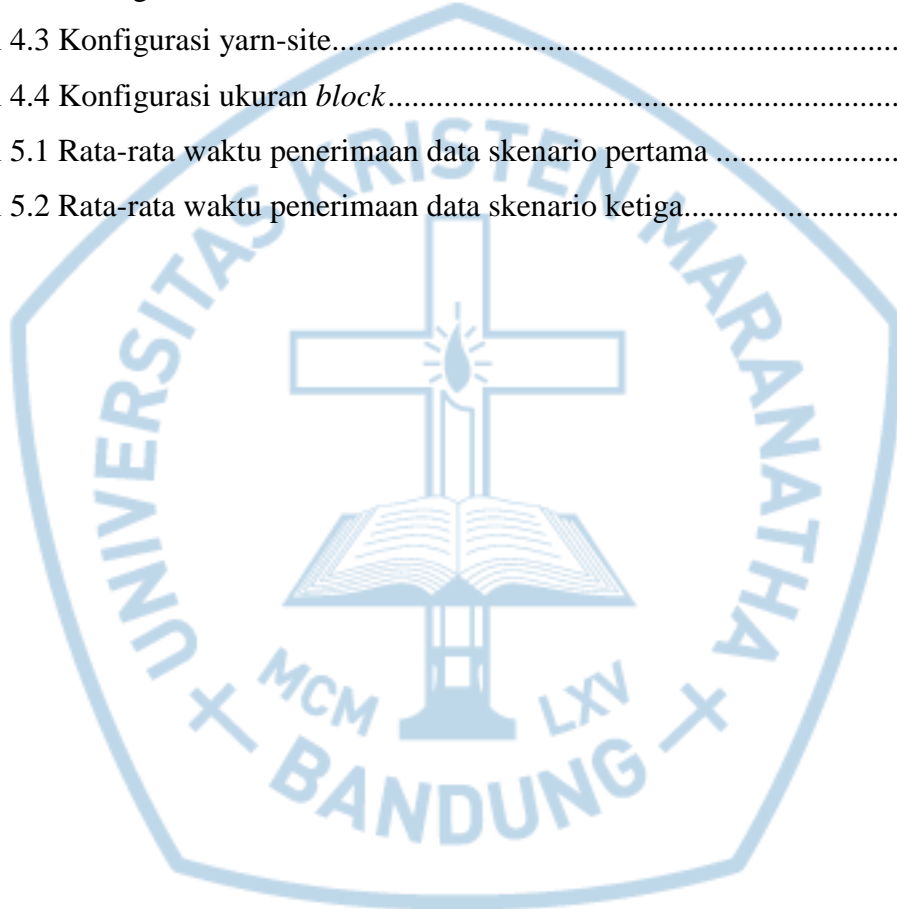 4.3 Konfigurasi yarn-site....................................................................
4.4 Konfigurasi ukuran block.............................................................
5.1 Rata-rata waktu penerimaan data skenario pertama ......................
5.2 Rata-rata waktu penerimaan data skenario ketiga..........................
UNIVERSITAS KRISTEN MARANATHA
MCM LXV
BANDUNG